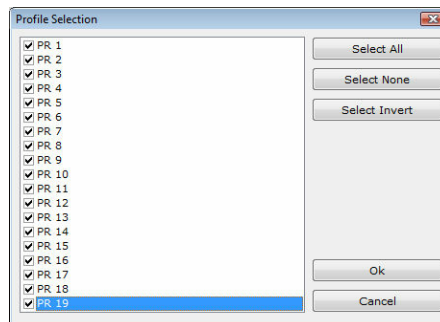 Profile Selection
PR 1
PR 2
PR 3
PR 4
PR 5
PR 6
PR 7
PR 8
PR 9
PR 10
PR 11
PR 12
PR 13
PR 14
PR 15
PR 16
PR 17
PR 18
PR 19
Select All
Select None
Select Invert
Ok
Cancel